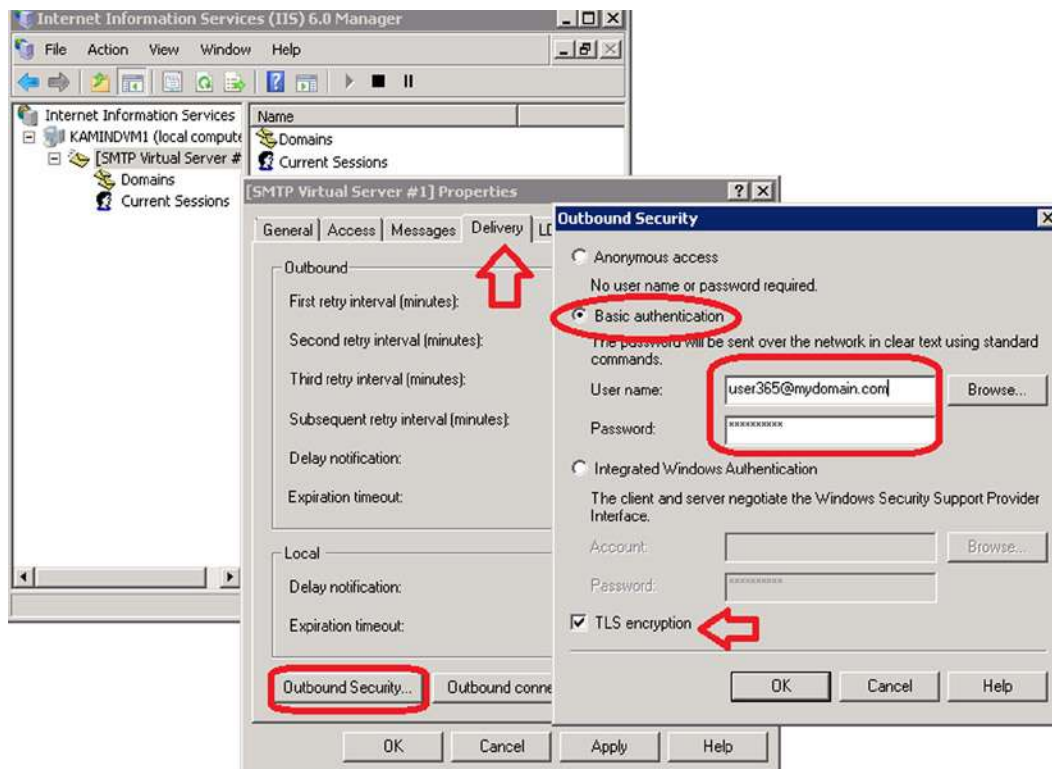 Internet Information Services (IIS) 6.0 Manager
File Action View Window Help
Internet Information Services
KAMINDVM1 (local compute
[SMTP Virtual Server #
Domains
Current Sessions
Name
Domains
Current Sessions
[SMTP Virtual Server #1] Properties
General Access Messages Delivery
Outbound
First retry interval (minutes):
Second retry interval (minutes):
Third retry interval (minutes):
Subsequent retry interval (minutes):
Delay notification:
Expiration timeout:
Local
Delay notification:
Expiration timeout:
Outbound Security... Outbound conne
OK Cancel Apply Help
Outbound Security
Anonymous access
No user name or password required.
Basic authentication
The password will be sent over the network in clear text using standard
commands.
User name: user365@mydomain.com Browse...
Password: xxxxxxxxxx
Integrated Windows Authentication
The client and server negotiate the Windows Security Support Provider
Interface.
Account: Browse...
Password: xxxxxxxxxx
TLS encryption
OK Cancel Help